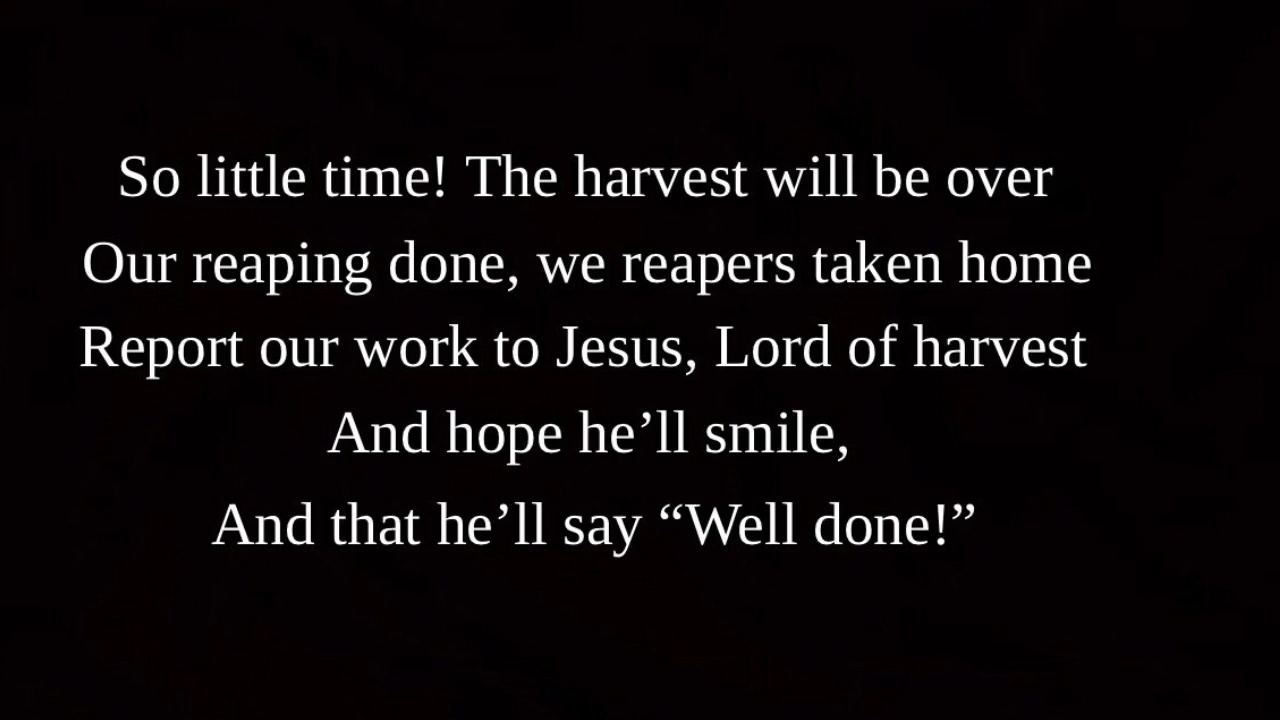 So little time! The harvest will be over
Our reaping done, we reapers taken home
Report our work to Jesus, Lord of harvest
And hope he’ll smile,
And that he’ll say “Well done!”